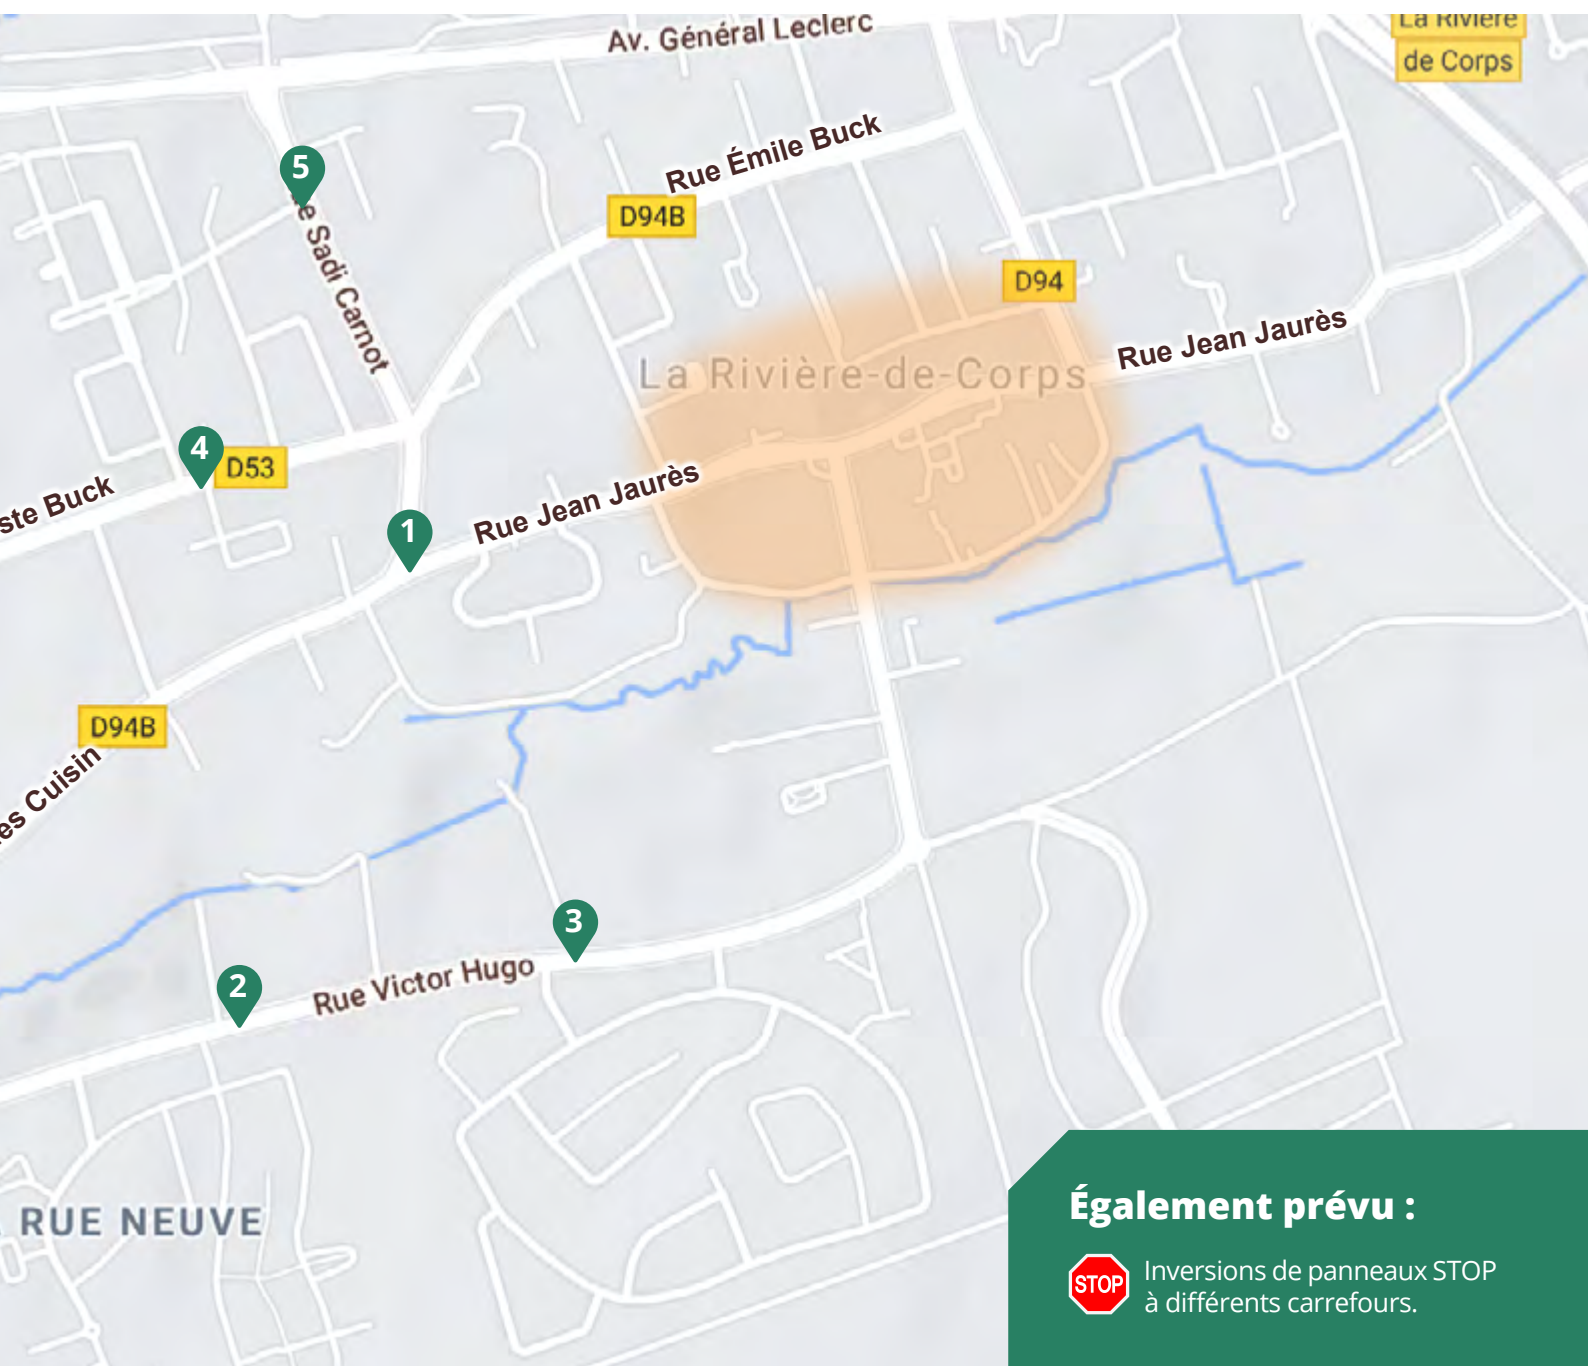 Av. Général Leclerc
La Rivière
de Corps
Rue Émile Buck
5
D94B
Sadi Carnot
D94
Rue Jean Jaurès
La Rivière-de-Corps
4
D53
Buck
1
Rue Jean Jaurès
D94B
Cuisin
3
2
Rue Victor Hugo
RUE NEUVE
Également prévu :
STOP
Inversions de panneaux STOP
à différents carrefours.